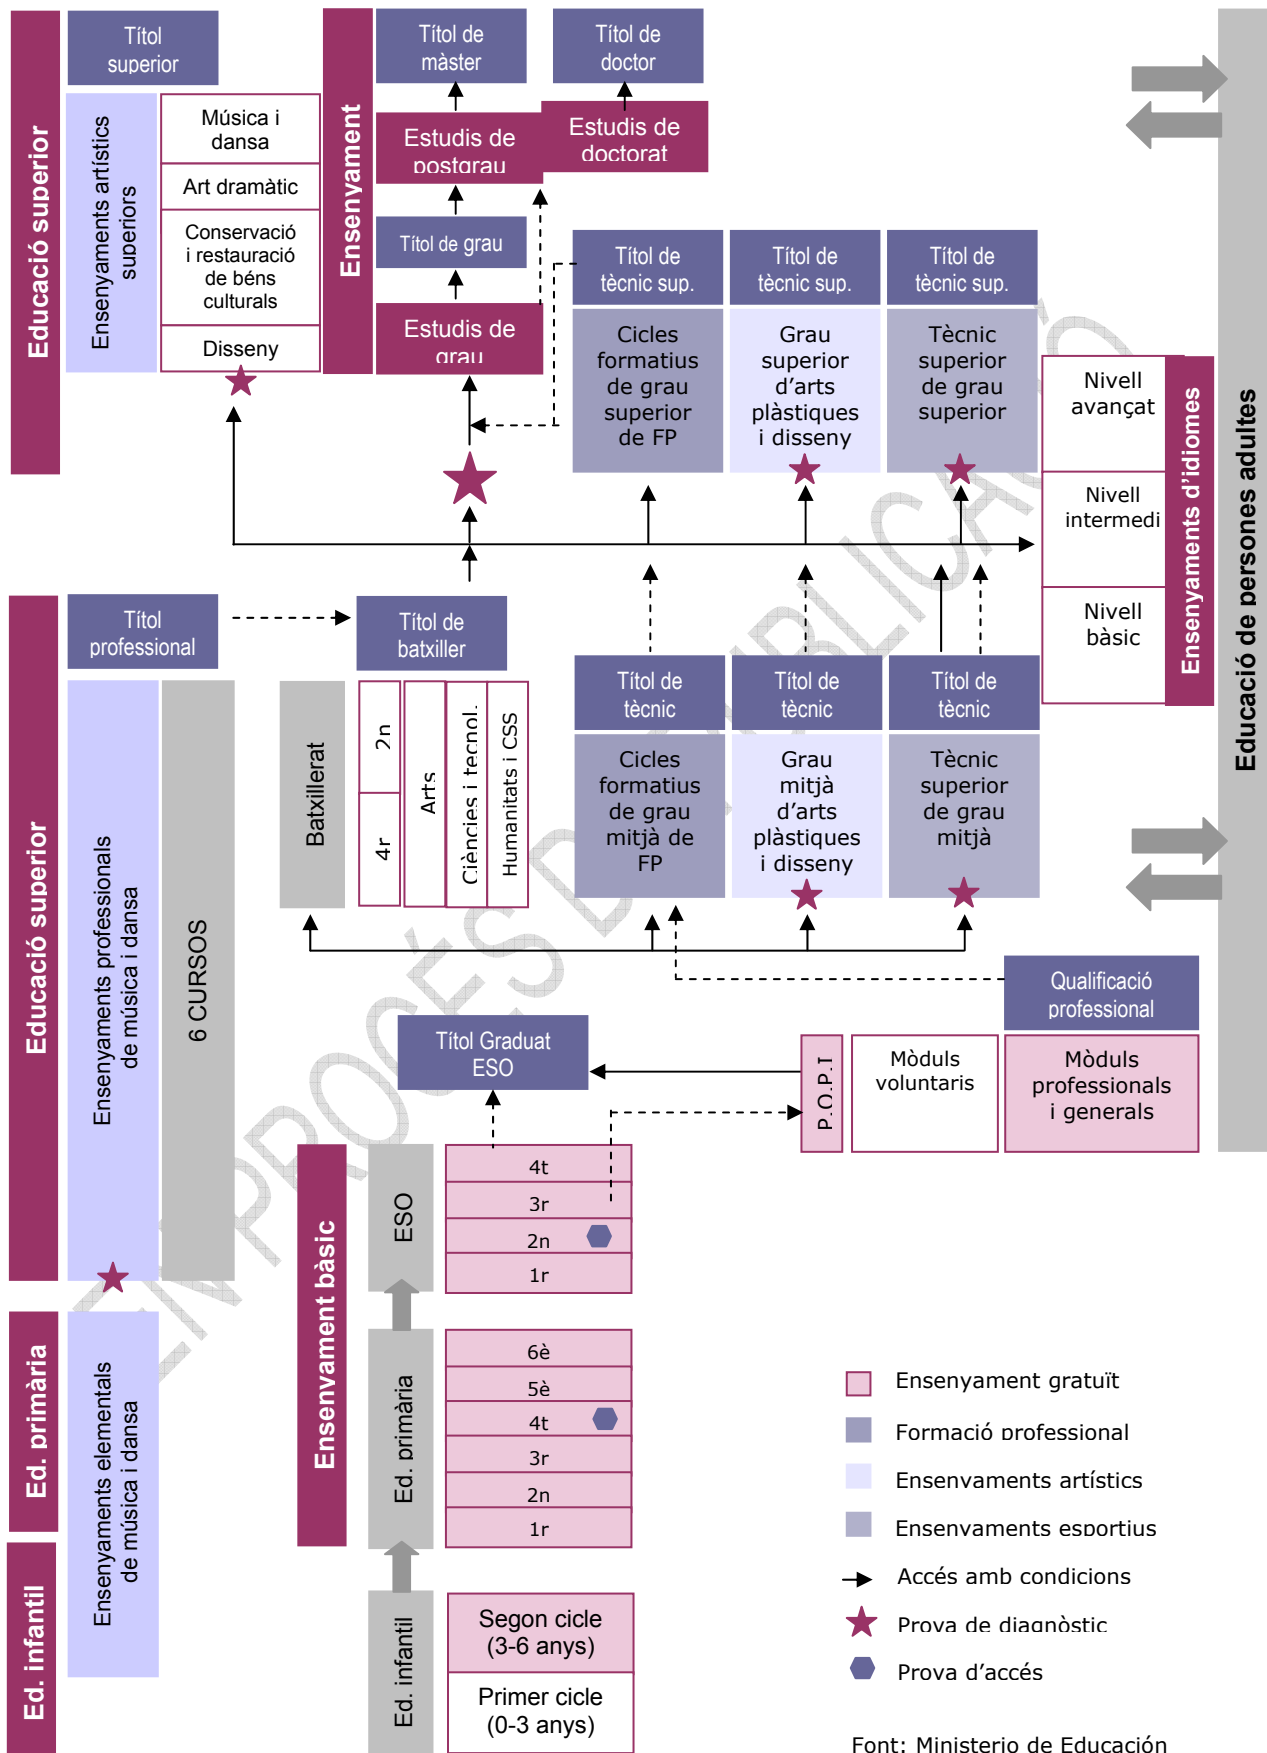 Educació superior
Títol
superior
Ensenyaments artístics
superiors
Música i
dansa
Art dramàtic
Conservació
i restauració
de béns
culturals
Disseny
Ensenyament
Títol de
màster
Títol de
doctor
Estudis de
postgrau
Estudis de
doctorat
Títol de grau
Estudis de
grau
Títol de
tècnic sup.
Títol de
tècnic sup.
Títol de
tècnic sup.
Cicles
formatius
de grau
superior
de FP
Grau
superior
d'arts
plàstiques
i disseny
Tècnic
superior
de grau
superior
Nivell
avançat
Nivell
intermedi
Nivell
bàsic
Ensenyaments d'idiomes
Educació de persones adultes
Educació superior
Títol
professional
Títol de
batxiller
Ensenyaments professionals
de música i dansa
6 CURSOS
Batxillerat
2n
4r
Arts
Ciències i tecnol.
Humanitats i CSS
Títol de
tècnic
Títol de
tècnic
Títol de
tècnic
Cicles
formatius
de grau
mitjà de
FP
Grau
mitjà
d'arts
plàstiques
i disseny
Tècnic
superior
de grau
mitjà
Qualificació
professional
Títol Graduat
ESO
P.O.P.I
Mòduls
voluntaris
Mòduls
professionals
i generals
Ensenyament bàsic
ESO
4t
3r
2n
1r
Ed. primària
Ensenyaments elementals
de música i dansa
Ed. primària
6è
5è
4t
3r
2n
1r
Ed. infantil
Ed. infantil
Segon cicle
(3-6 anys)
Primer cicle
(0-3 anys)
Ensenyament gratuït
Formació professional
Ensenyaments artístics
Ensenyaments esportius
Accés amb condicions
Prova de diagnòstic
Prova d'accés
Font: Ministerio de Educación
EN PROCÉS DE PUBLICACIÓ